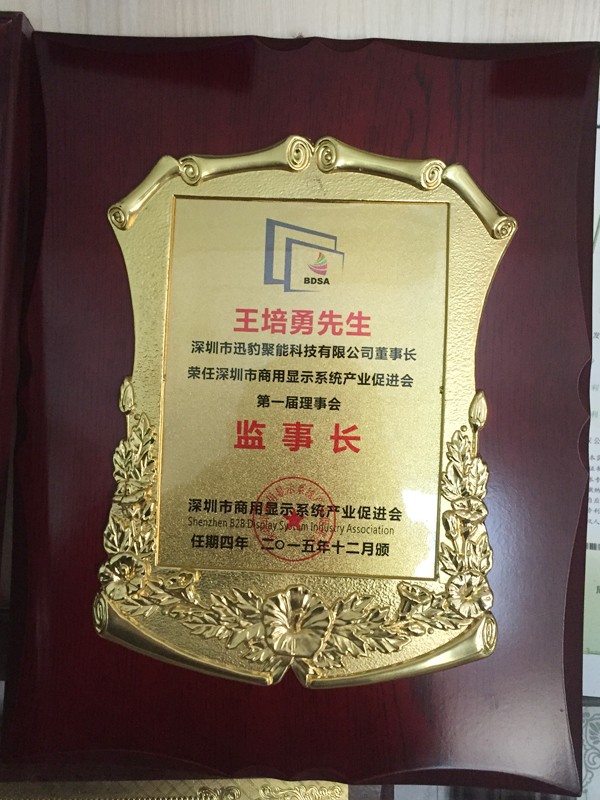 BDSA
王培勇先生
深圳市迅豹聚能科技有限公司董事长
荣任深圳市商用显示系统产业促进会
第一届理事会
监事长
深圳市商用显示系统产业促进会
Shenzhen B2B Display System Industry Association
任期四年 二〇一五年十二月颁